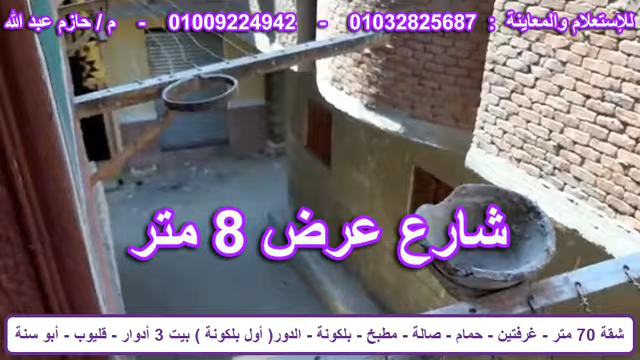 للإستعلام والمعاينة : 01032825687 - 01009224942 - م / حازم عبد الله
شارع عرض 8 متر
شقة 70 متر - غرفتين - حمام - صالة - مطبخ - بلكونة - الدور( أول بلكونة ) بيت 3 أدوار - قليوب - أبو سنة